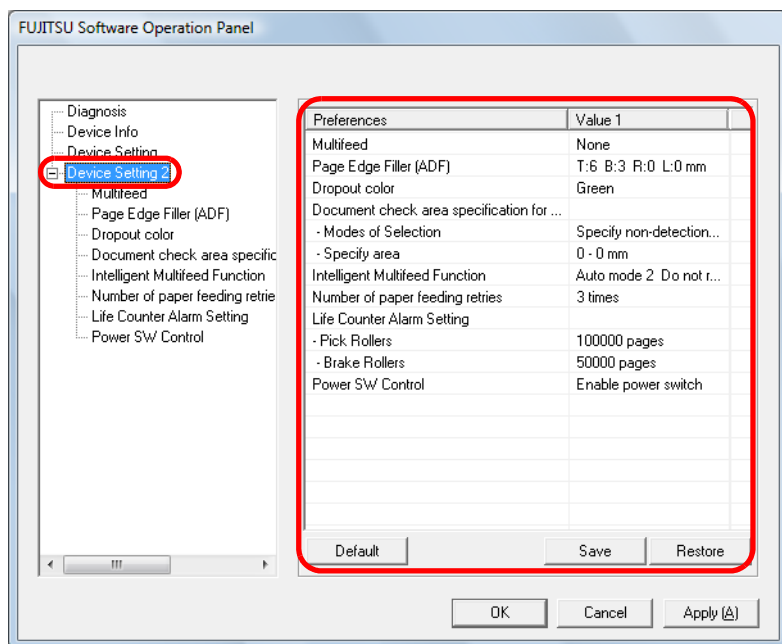 FUJITSU Software Operation Panel
Diagnosis
Device Info
Device Setting
Device Setting 2
Multifeed
Page Edge Filler (ADF)
Dropout color
Document check area specific
Intelligent Multifeed Function
Number of paper feeding retrie
Life Counter Alarm Setting
Power SW Control
Preferences Value 1
Multifeed None
Page Edge Filler (ADF) T:6 B:3 R:0 L:0 mm
Dropout color Green
Document check area specification for ...
- Modes of Selection Specify non-detection...
- Specify area 0 - 0 mm
Intelligent Multifeed Function Auto mode 2 Do not r...
Number of paper feeding retries 3 times
Life Counter Alarm Setting
- Pick Rollers 100000 pages
- Brake Rollers 50000 pages
Power SW Control Enable power switch
Default Save Restore
OK Cancel Apply (A)